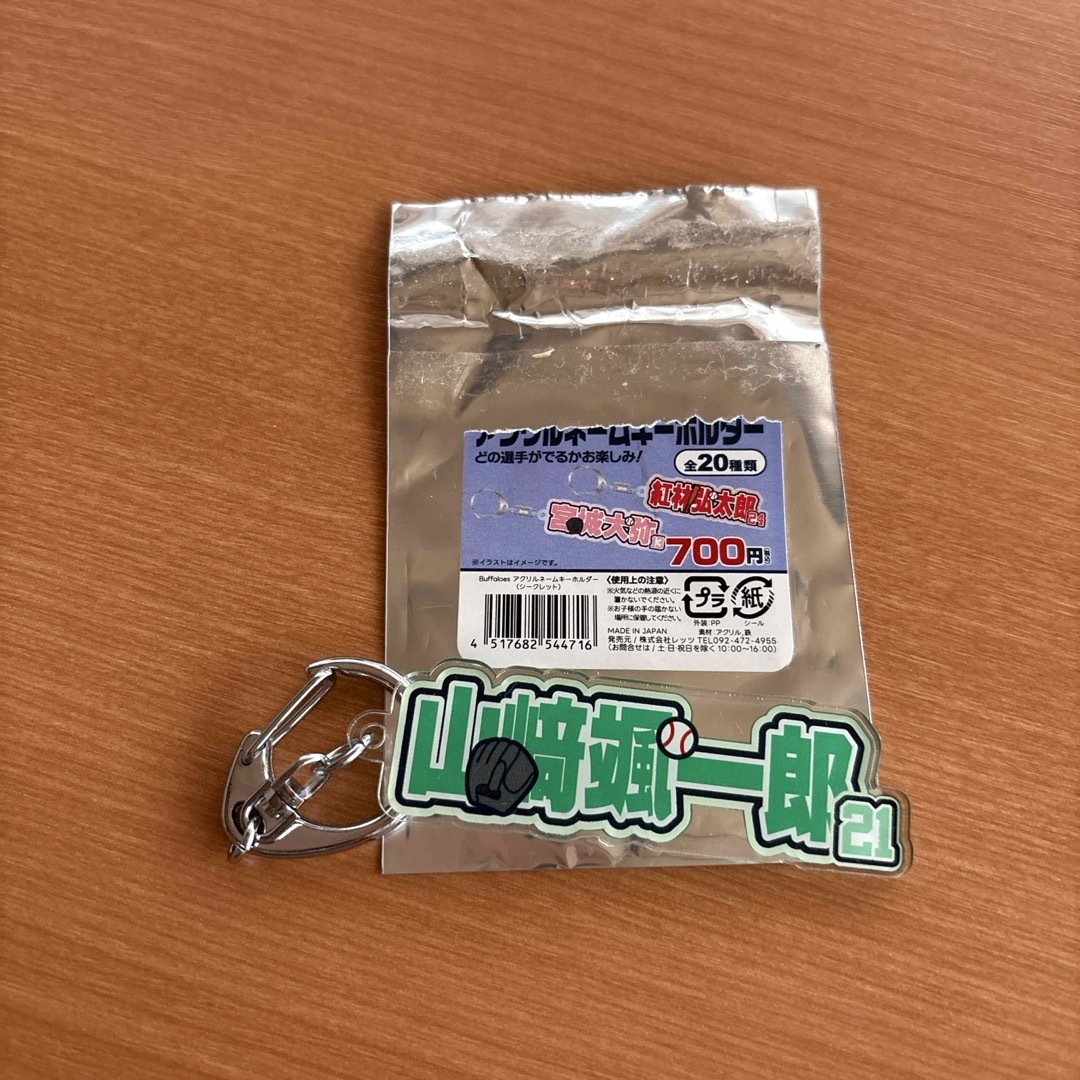 アクリルネームキーホルダー
どの選手がでるかお楽しみ!
全20種類
紅林弘太郎 24
宮城大弥 13
※イラストはイメージです。
700円(税込)
Buffaloes アクリルネームキーホルダー
(シークレット)
4 517682 544716
〈使用上の注意〉
※火気などの熱源の近くに
置かないでください。
※お子様の手の届かない
場所に保管してください。
プラ
外装:PP
紙
シール
MADE IN JAPAN
素材:アクリル,鉄
発売元/株式会社レッツ TEL092-472-4955
(お問合せは/土・日・祝日を除く10:00~16:00)
山﨑颯一郎
21